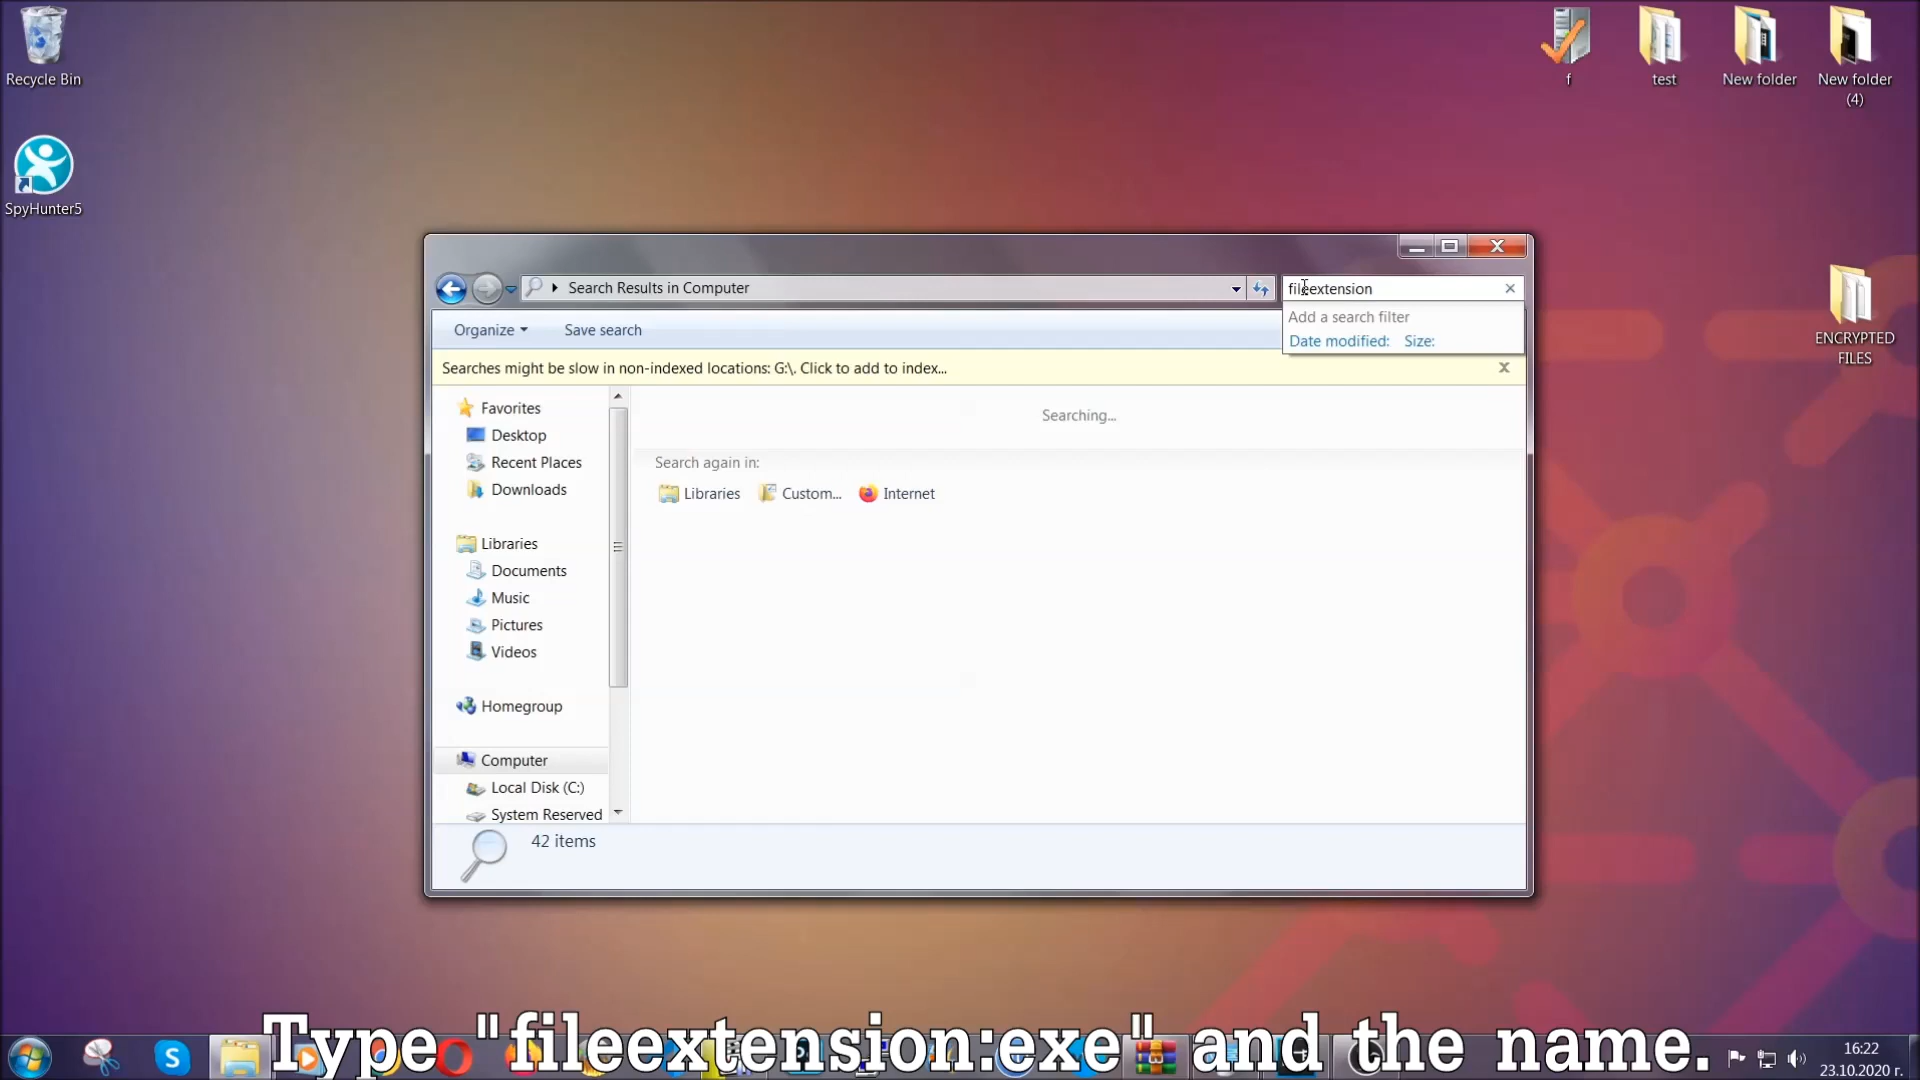 Recycle Bin
f
test
New folder
New folder
(4)
SpyHunter5
Search Results in Computer
fileextension
Add a search filter
Date modified: Size:
Organize
Save search
Searches might be slow in non-indexed locations: G:\. Click to add to index...
Favorites
Desktop
Recent Places
Downloads
Libraries
Documents
Music
Pictures
Videos
Homegroup
Computer
Local Disk (C:)
System Reserved
Searching...
Search again in:
Libraries
Custom...
Internet
42 items
ENCRYPTED
FILES
Type "fileextension:exe" and the name.
16:22
23.10.2020 г.